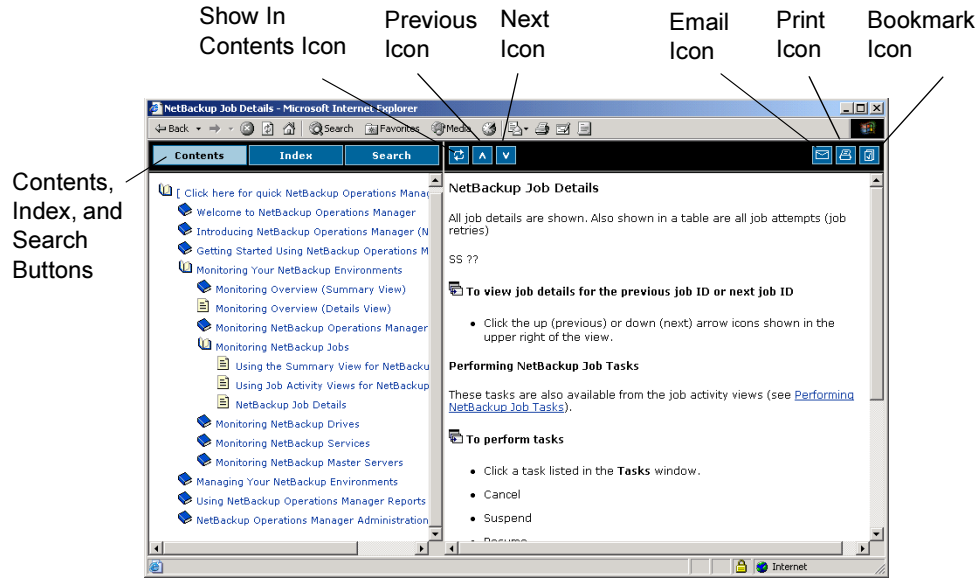 Show In
Contents Icon
Previous
Icon
Next
Icon
Email
Icon
Print
Icon
Bookmark
Icon
NetBackup Job Details - Microsoft Internet Explorer
Back
Search
Favorites
Media
Contents
Index
Search
Contents,
Index, and
Search
Buttons
[ Click here for quick NetBackup Operations Manag
Welcome to NetBackup Operations Manager
Introducing NetBackup Operations Manager (N
Getting Started Using NetBackup Operations M
Monitoring Your NetBackup Environments
Monitoring Overview (Summary View)
Monitoring Overview (Details View)
Monitoring NetBackup Operations Manager
Monitoring NetBackup Jobs
Using the Summary View for NetBacku
Using Job Activity Views for NetBackup
NetBackup Job Details
Monitoring NetBackup Drives
Monitoring NetBackup Services
Monitoring NetBackup Master Servers
Managing Your NetBackup Environments
Using NetBackup Operations Manager Reports
NetBackup Operations Manager Administration
NetBackup Job Details
All job details are shown. Also shown in a table are all job attempts (job
retries)
SS ??
To view job details for the previous job ID or next job ID
• Click the up (previous) or down (next) arrow icons shown in the
upper right of the view.
Performing NetBackup Job Tasks
These tasks are also available from the job activity views (see Performing
NetBackup Job Tasks).
To perform tasks
• Click a task listed in the Tasks window.
• Cancel
• Suspend
• Resume
Internet